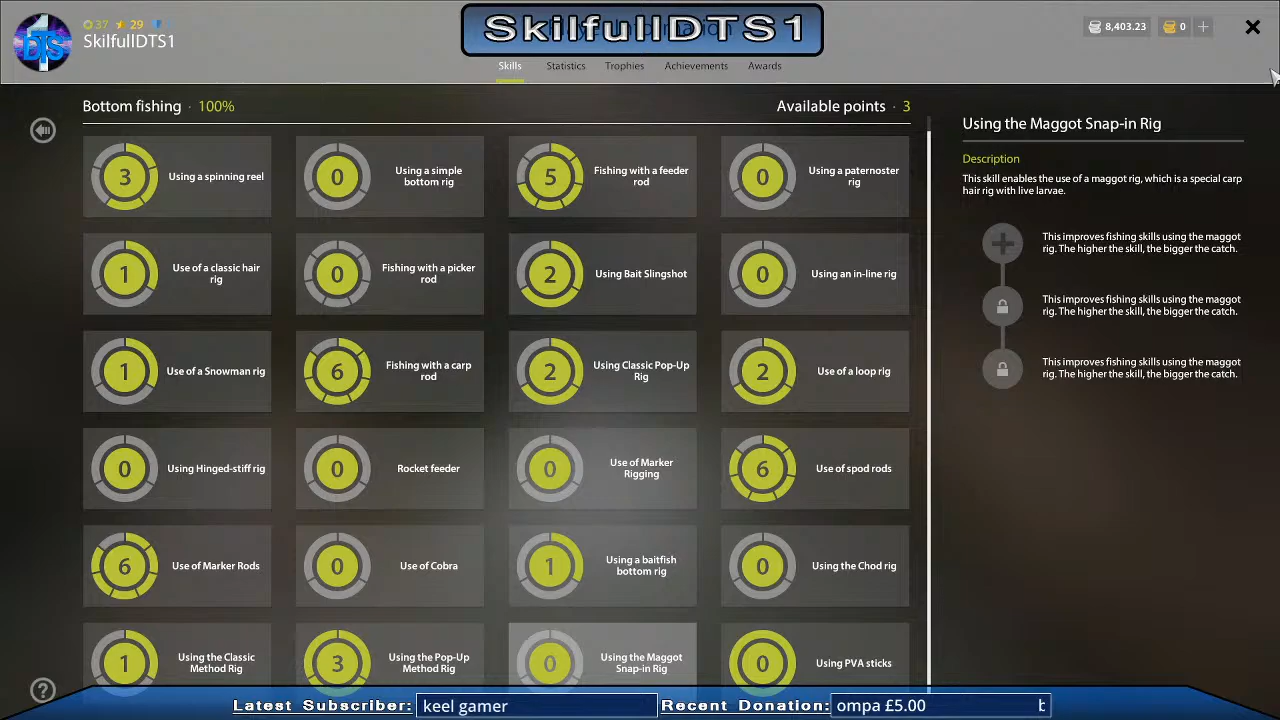 37 29
SkilfullDTS1
SkilfullDTS1
8,403.23
0
Skills Statistics Trophies Achievements Awards
Bottom fishing · 100%
Available points · 3
3 Using a spinning reel
0 Using a simple
bottom rig
5 Fishing with a feeder
rod
0 Using a paternoster
rig
1 Use of a classic hair
rig
0 Fishing with a picker
rod
2 Using Bait Slingshot
0 Using an in-line rig
1 Use of a Snowman rig
6 Fishing with a carp
rod
2 Using Classic Pop-Up
Rig
2 Use of a loop rig
0 Using Hinged-stiff rig
0 Rocket feeder
0 Use of Marker
Rigging
6 Use of spod rods
6 Use of Marker Rods
0 Use of Cobra
1 Using a baitfish
bottom rig
0 Using the Chod rig
1 Using the Classic
Method Rig
3 Using the Pop-Up
Method Rig
0 Using the Maggot
Snap-in Rig
0 Using PVA sticks
Using the Maggot Snap-in Rig
Description
This skill enables the use of a maggot rig, which is a special carp
hair rig with live larvae.
This improves fishing skills using the maggot
rig. The higher the skill, the bigger the catch.
This improves fishing skills using the maggot
rig. The higher the skill, the bigger the catch.
This improves fishing skills using the maggot
rig. The higher the skill, the bigger the catch.
Latest Subscriber: keel gamer
Recent Donation: ompa £5.00 t